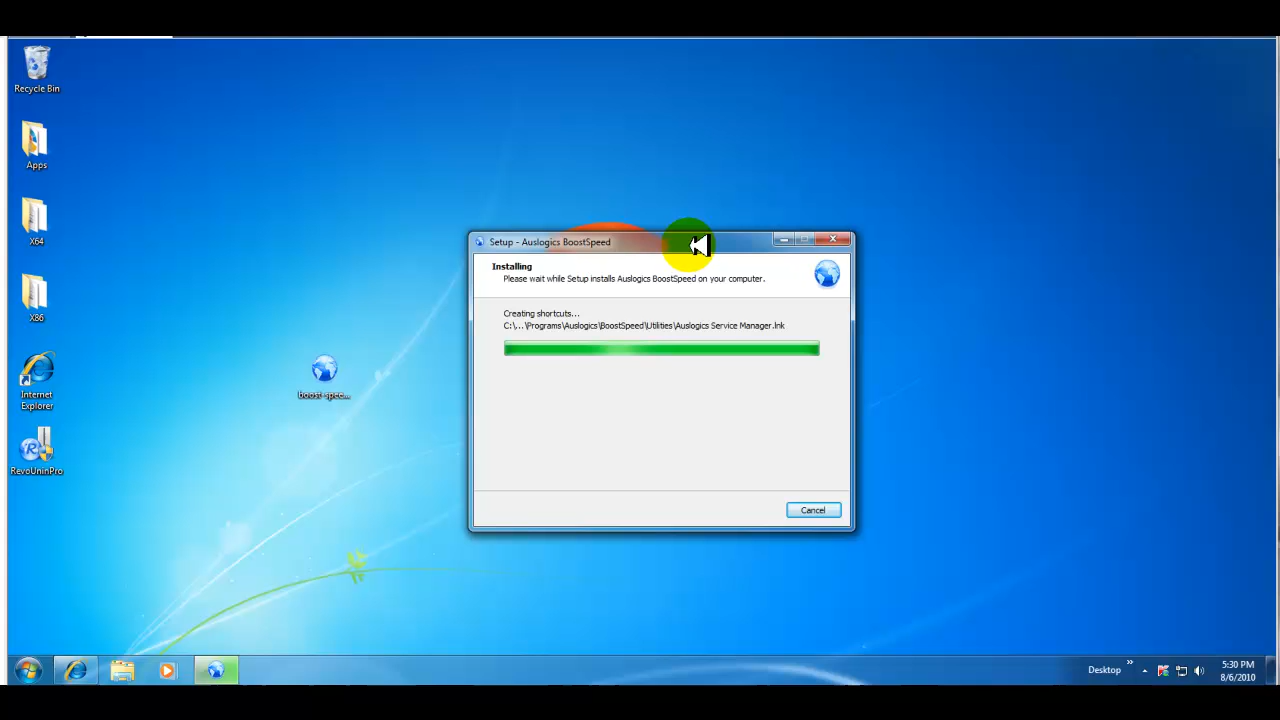 Recycle Bin
Apps
X64
X86
Internet
Explorer
RevoUninPro
boost-spee...
Setup - Auslogics BoostSpeed
Installing
Please wait while Setup installs Auslogics BoostSpeed on your computer.
Creating shortcuts...
C:\...\Programs\Auslogics\BoostSpeed\Utilities\Auslogics Service Manager.lnk
Cancel
Desktop
5:30 PM
8/6/2010